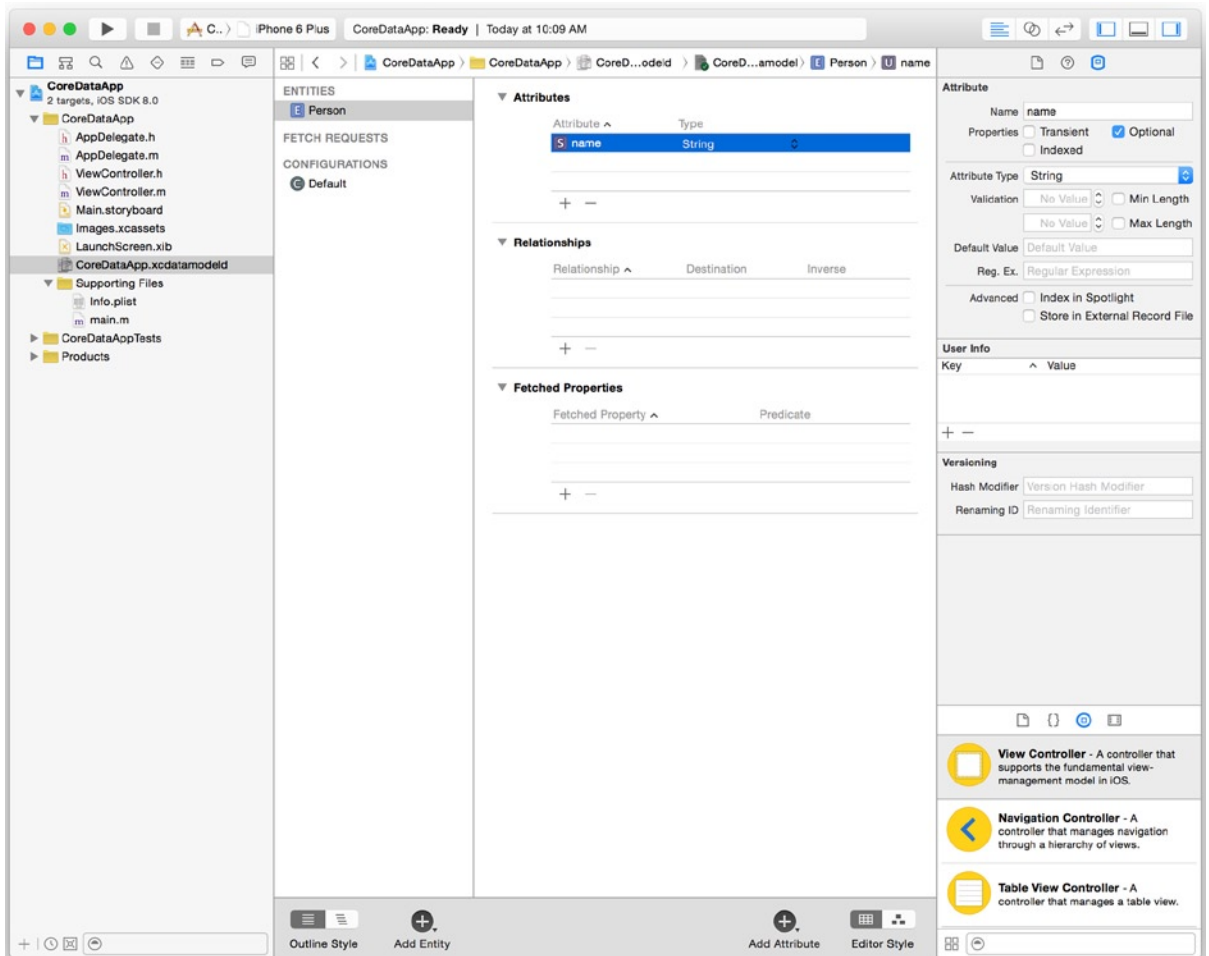 C.. iPhone 6 Plus CoreDataApp: Ready | Today at 10:09 AM
CoreDataApp CoreDataApp CoreD...odeld CoreD...amodel) E Person U name
CoreDataApp
2 targets, iOS SDK 8.0
CoreDataApp
h AppDelegate.h
m AppDelegate.m
h ViewController.h
m ViewController.m
Main.storyboard
Images.xcassets
LaunchScreen.xib
CoreDataApp.xcdatamodeld
Supporting Files
Info.plist
m main.m
CoreDataAppTests
Products
ENTITIES
E Person
FETCH REQUESTS
CONFIGURATIONS
C Default
Attributes
Attribute Type
S name String
+ −
Relationships
Relationship Destination Inverse
+ −
Fetched Properties
Fetched Property Predicate
+ −
Outline Style Add Entity Add Attribute Editor Style
Attribute
Name name
Properties Transient Optional
Indexed
Attribute Type String
Validation No Value Min Length
No Value Max Length
Default Value Default Value
Reg. Ex. Regular Expression
Advanced Index in Spotlight
Store in External Record File
User Info
Key Value
+ −
Versioning
Hash Modifier Version Hash Modifier
Renaming ID Renaming Identifier
{}
View Controller - A controller that
supports the fundamental view-
management model in iOS.
Navigation Controller - A
controller that manages navigation
through a hierarchy of views.
Table View Controller - A
controller that manages a table view.